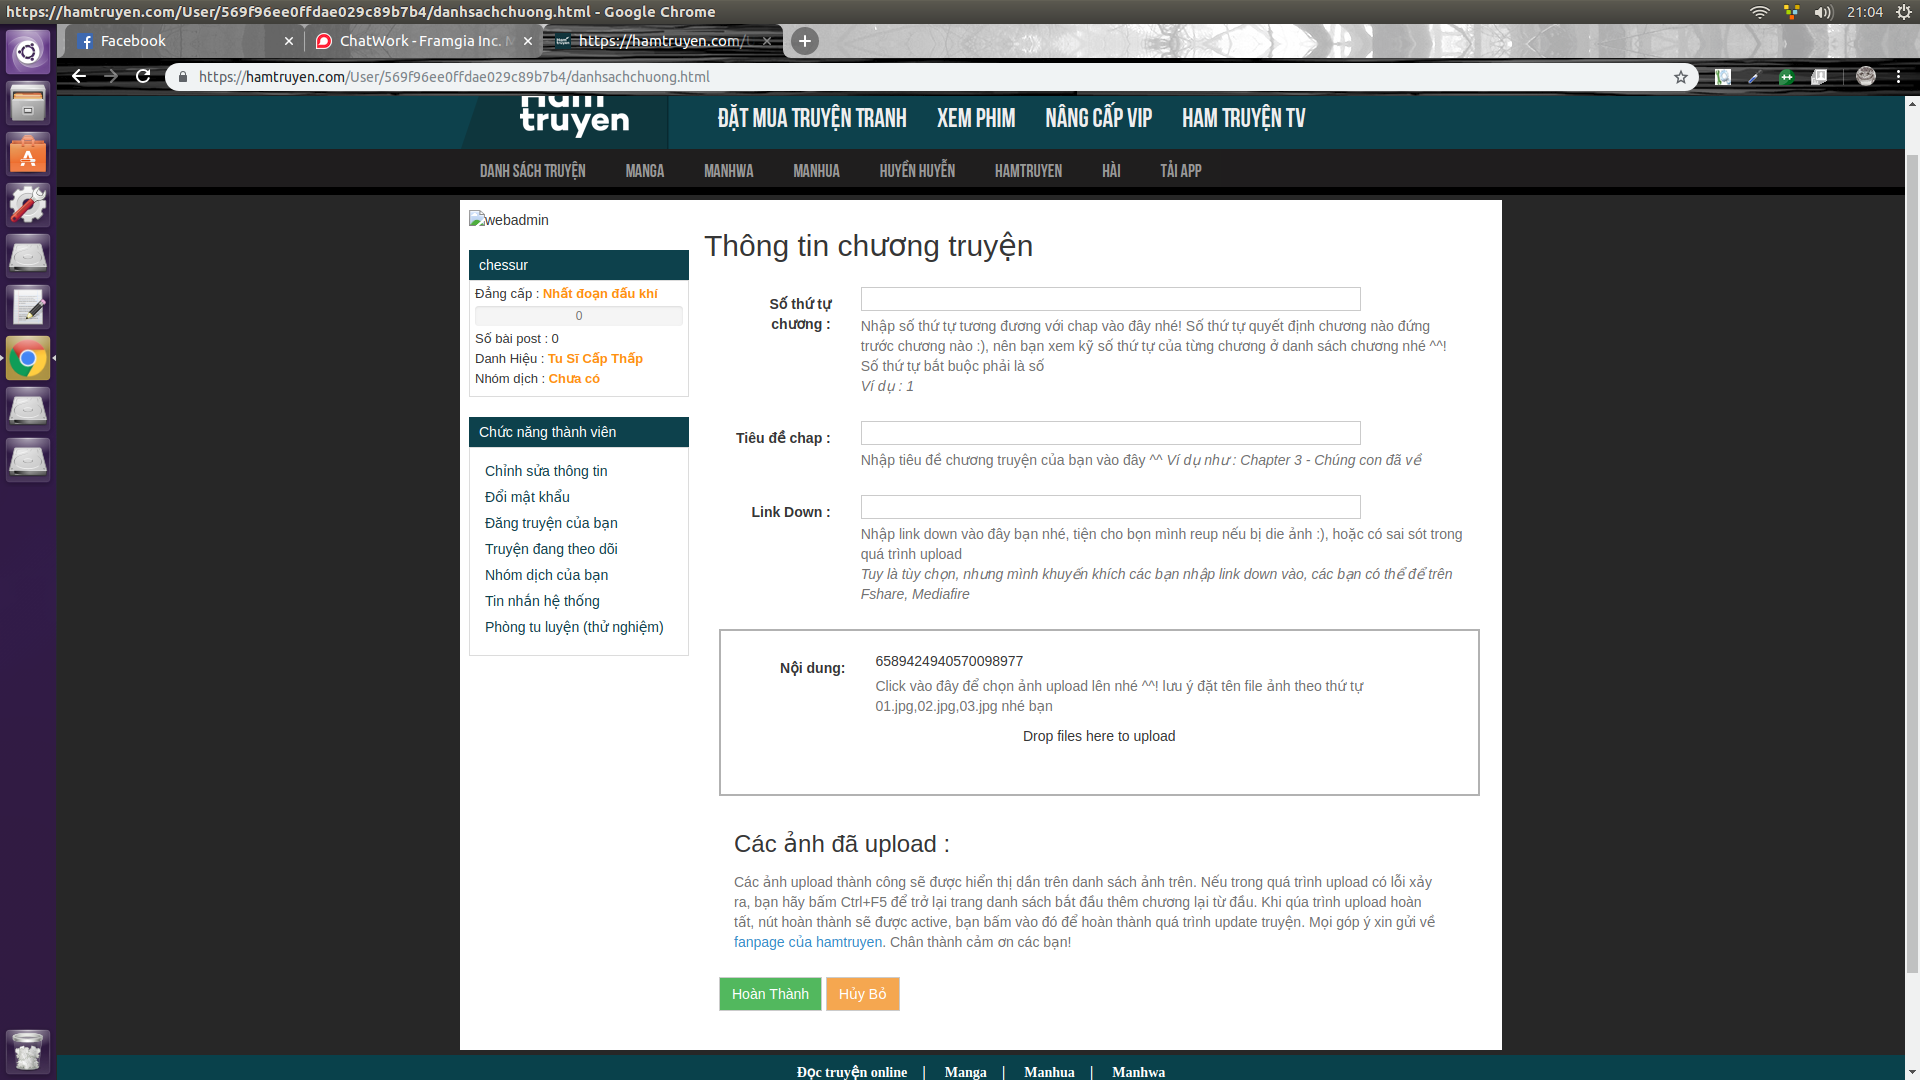 https://hamtruyen.com/User/569f96ee0ffdae029c89b7b4/danhsachchuong.html - Google Chrome
21:04
Facebook
ChatWork - Framgia Inc.
https://hamtruyen.com/
https://hamtruyen.com/User/569f96ee0ffdae029c89b7b4/danhsachchuong.html
Ham
truyen
ĐẶT MUA TRUYỆN TRANH
XEM PHIM
NÂNG CẤP VIP
HAM TRUYỆN TV
DANH SÁCH TRUYỆN
MANGA
MANHWA
MANHUA
HUYỀN HUYỄN
HAMTRUYEN
HÀI
TẢI APP
webadmin
chessur
Đẳng cấp : Nhất đoạn đấu khí
0
Số bài post : 0
Danh Hiệu : Tu Sĩ Cấp Thấp
Nhóm dịch : Chưa có
Chức năng thành viên
Chỉnh sửa thông tin
Đổi mật khẩu
Đăng truyện của bạn
Truyện đang theo dõi
Nhóm dịch của bạn
Tin nhắn hệ thống
Phòng tu luyện (thử nghiệm)
Thông tin chương truyện
Số thứ tự
chương :
Nhập số thứ tự tương đương với chap vào đây nhé! Số thứ tự quyết định chương nào đứng
trước chương nào :), nên bạn xem kỹ số thứ tự của từng chương ở danh sách chương nhé ^^!
Số thứ tự bắt buộc phải là số
Ví dụ : 1
Tiêu đề chap :
Nhập tiêu đề chương truyện của bạn vào đây ^^ Ví dụ như : Chapter 3 - Chúng con đã về
Link Down :
Nhập link down vào đây bạn nhé, tiện cho bọn mình reup nếu bị die ảnh :), hoặc có sai sót trong
quá trình upload
Tuy là tùy chọn, nhưng mình khuyến khích các bạn nhập link down vào, các bạn có thể để trên
Fshare, Mediafire
Nội dung:
6589424940570098977
Click vào đây để chọn ảnh upload lên nhé ^^! lưu ý đặt tên file ảnh theo thứ tự
01.jpg,02.jpg,03.jpg nhé bạn
Drop files here to upload
Các ảnh đã upload :
Các ảnh upload thành công sẽ được hiển thị dần trên danh sách ảnh trên. Nếu trong quá trình upload có lỗi xảy
ra, bạn hãy bấm Ctrl+F5 để trở lại trang danh sách bắt đầu thêm chương lại từ đầu. Khi qúa trình upload hoàn
tất, nút hoàn thành sẽ được active, bạn bấm vào đó để hoàn thành quá trình update truyện. Mọi góp ý xin gửi về
fanpage của hamtruyen. Chân thành cảm ơn các bạn!
Hoàn Thành
Hủy Bỏ
Đọc truyện online | Manga | Manhua | Manhwa